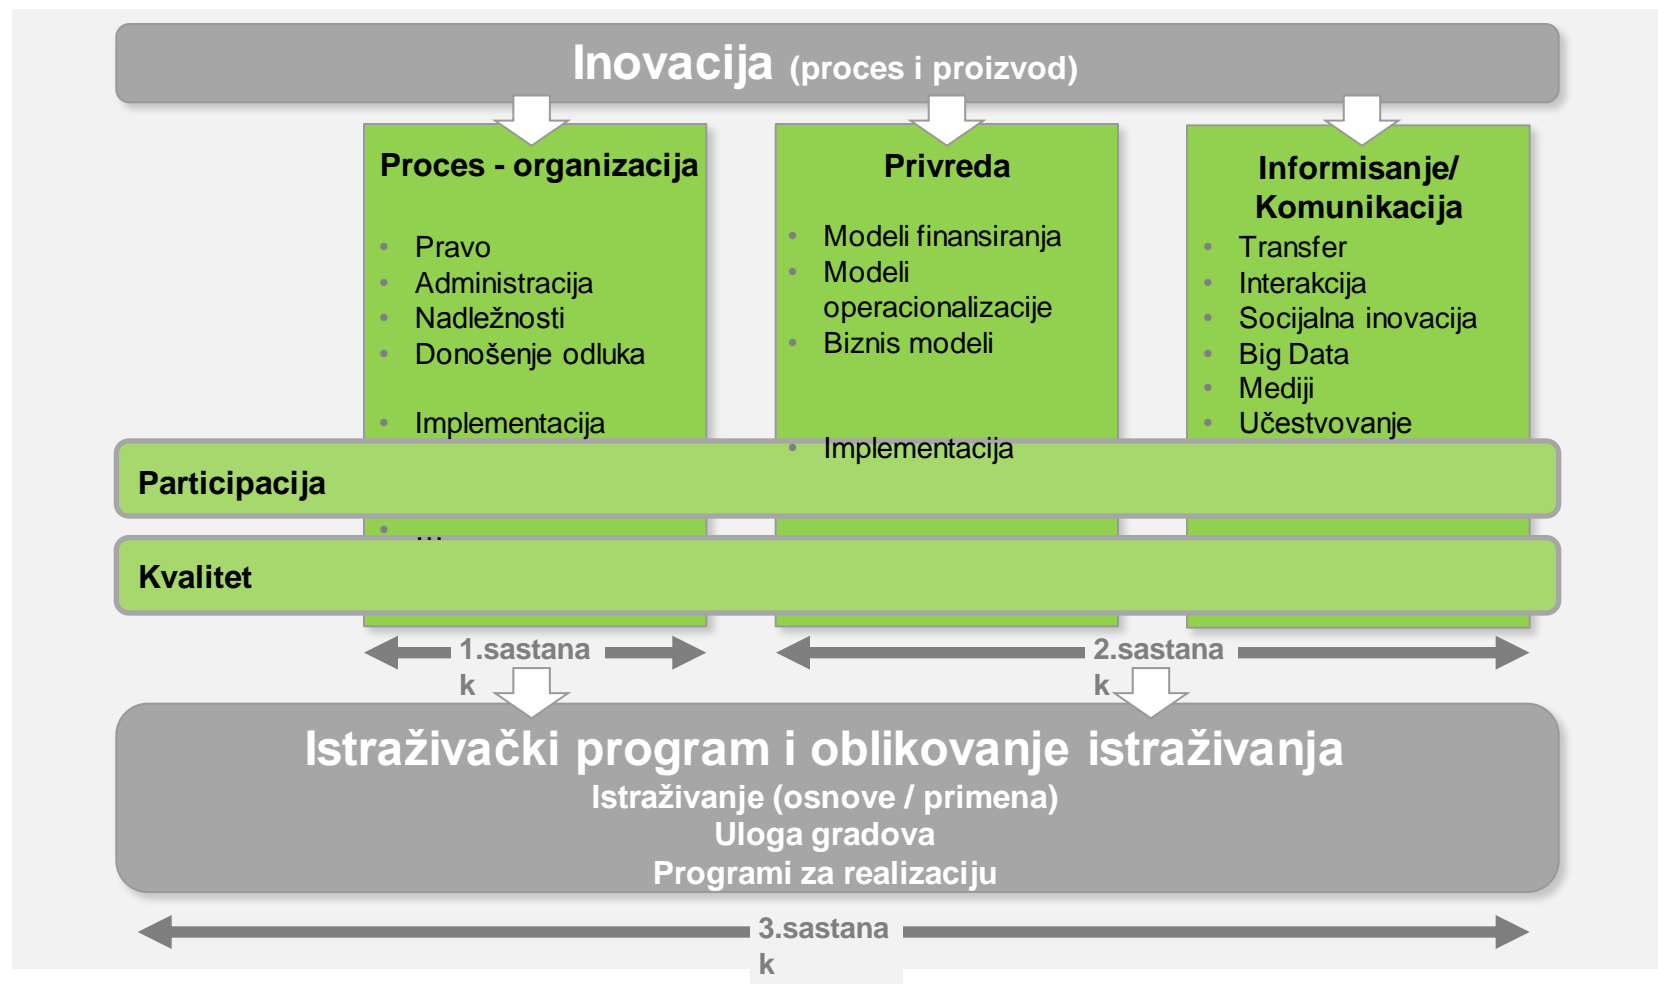 Inovacija (proces i proizvod)
Proces - organizacija
• Pravo
• Administracija
• Nadležnosti
• Donošenje odluka
• Implementacija
• ...
Privreda
• Modeli finansiranja
• Modeli
operacionalizacije
• Biznis modeli
• Implementacija
Informisanje/
Komunikacija
• Transfer
• Interakcija
• Socijalna inovacija
• Big Data
• Mediji
• Učestvovanje
Participacija
Kvalitet
1.sastana
k
2.sastana
k
Istraživački program i oblikovanje istraživanja
Istraživanje (osnove / primena)
Uloga gradova
Programi za realizaciju
3.sastana
k